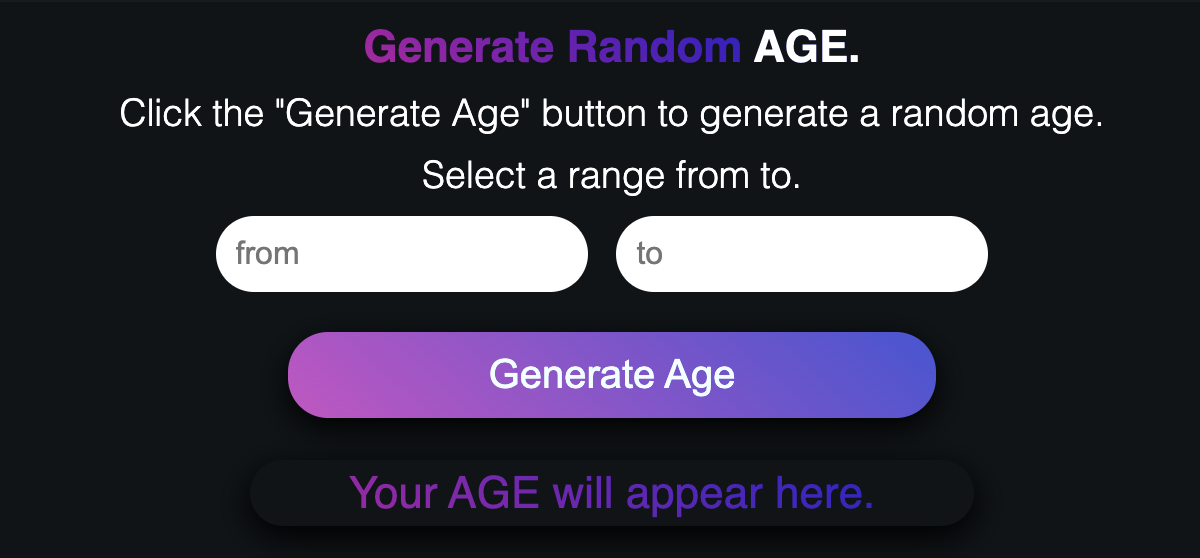 Generate Random AGE.
Click the "Generate Age" button to generate a random age.
Select a range from to.
from
to
Generate Age
Your AGE will appear here.